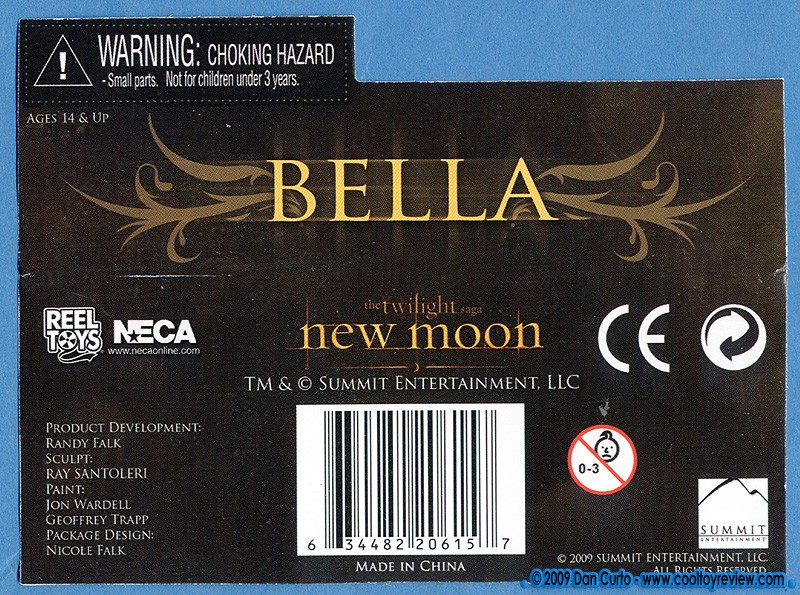 WARNING: CHOKING HAZARD
- Small parts. Not for children under 3 years.
AGES 14 & UP
BELLA
REEL TOYS
NECA
www.necaonline.com
the twilight saga
new moon
TM & © SUMMIT ENTERTAINMENT, LLC
CE
PRODUCT DEVELOPMENT:
RANDY FALK
SCULPT:
RAY SANTOLERI
PAINT:
JON WARDELL
GEOFFREY TRAPP
PACKAGE DESIGN:
NICOLE FALK
6 34482 20615 7
MADE IN CHINA
0-3
SUMMIT
ENTERTAINMENT
© 2009 SUMMIT ENTERTAINMENT, LLC.
ALL RIGHTS RESERVED.
© 2009 Dan Curto - www.cooltoyreview.com